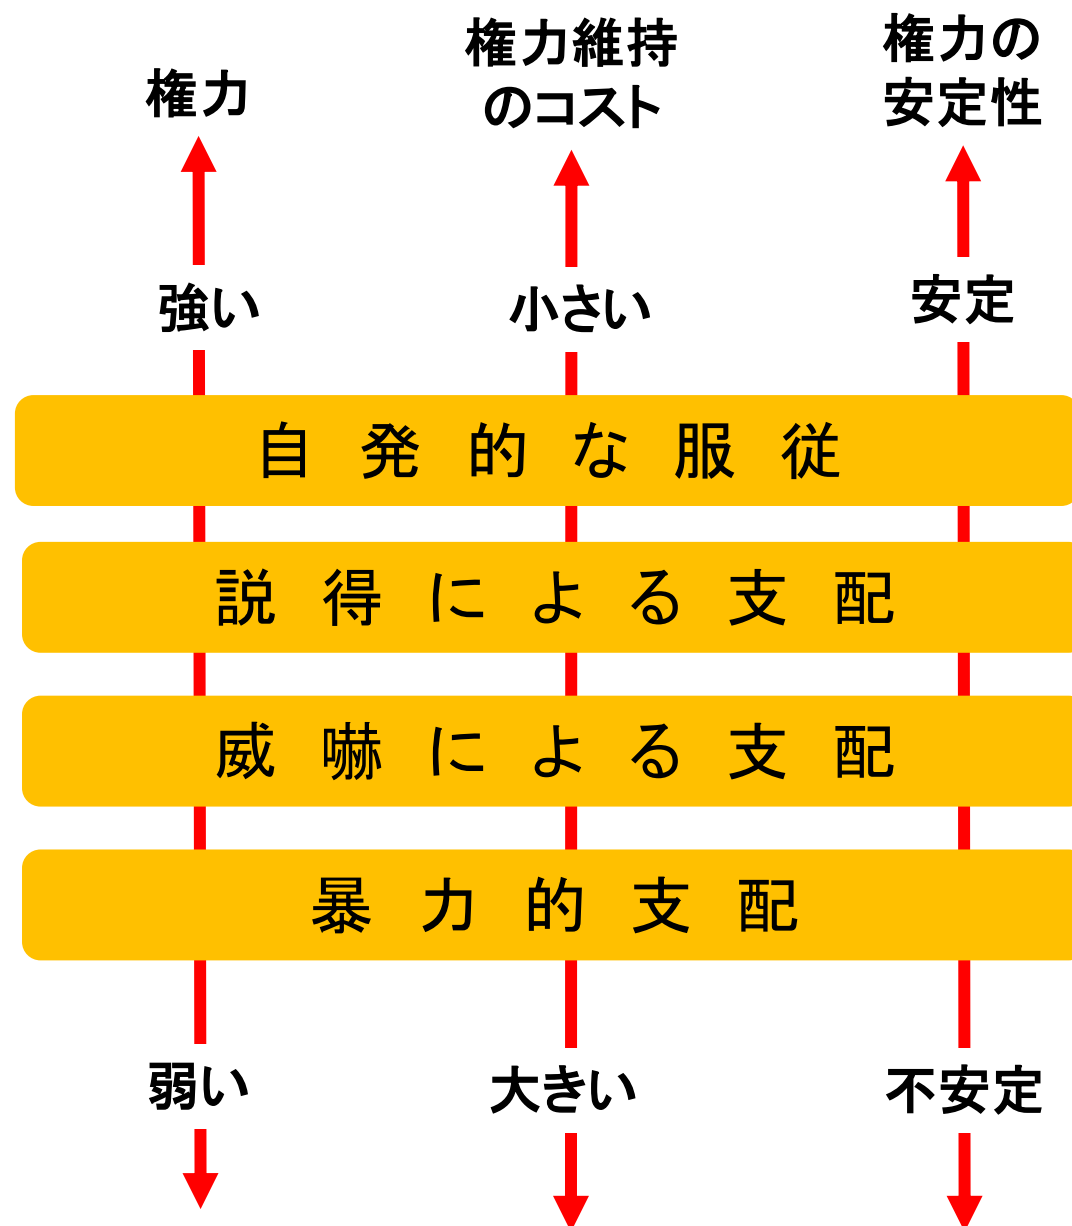 権力
権力維持
のコスト
権力の
安定性
強い
小さい
安定
自発的な服従
説得による支配
威嚇による支配
暴力的支配
弱い
大きい
不安定